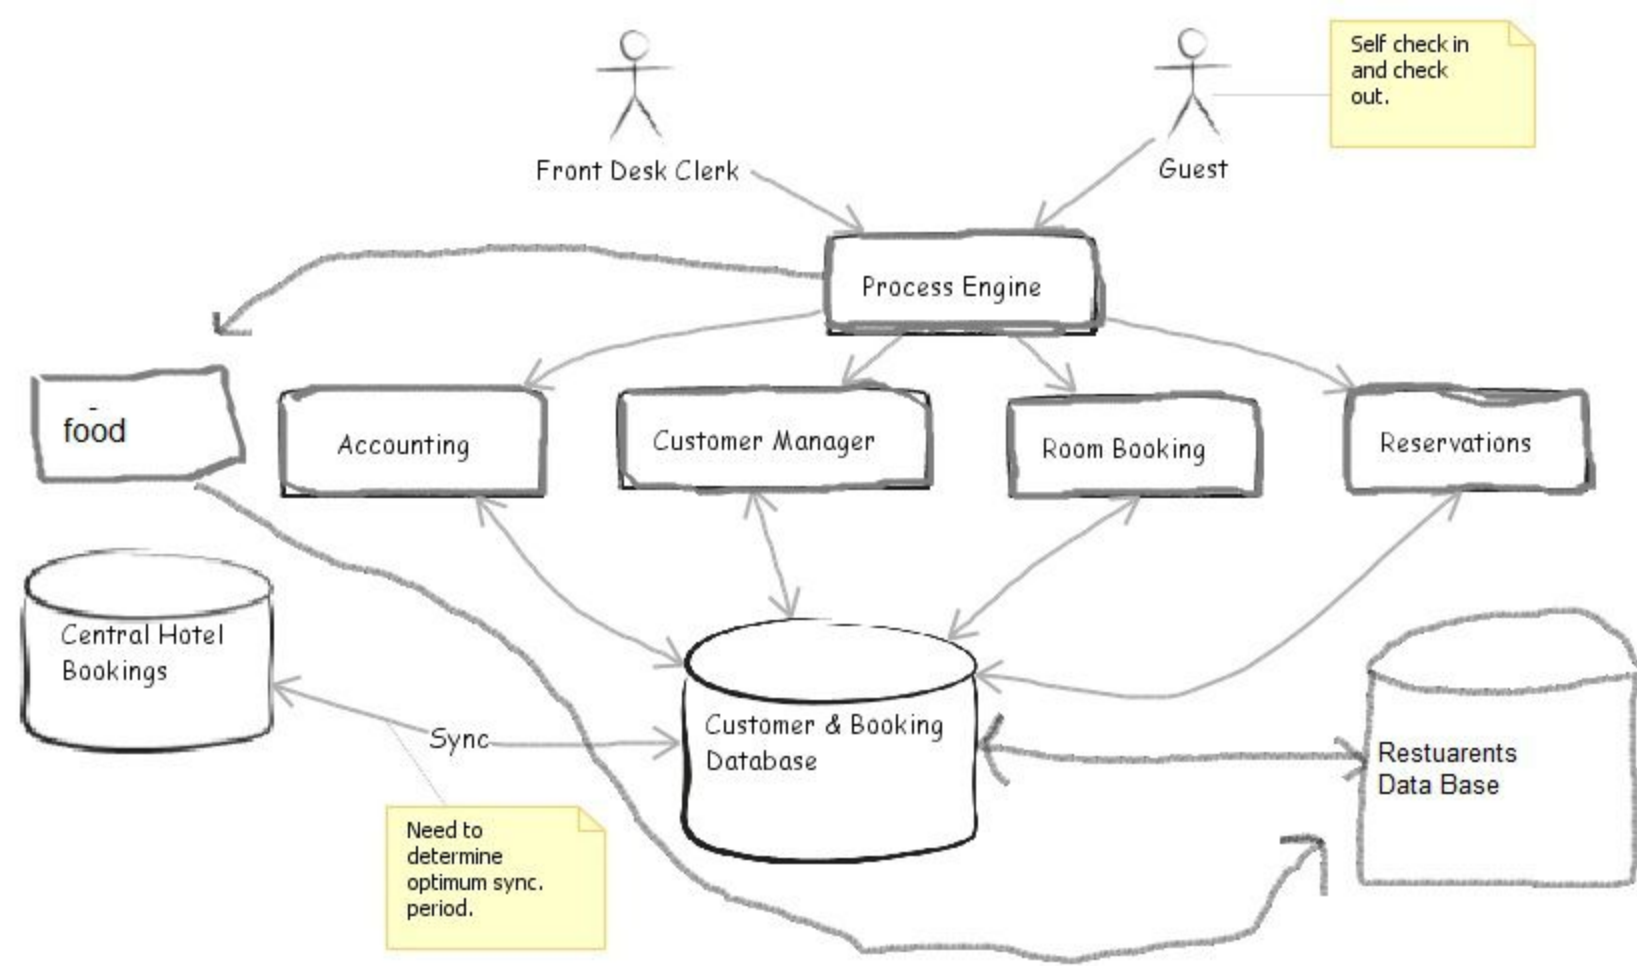 Self check in
and check
out.
Front Desk Clerk
Guest
Process Engine
food
Accounting
Customer Manager
Room Booking
Reservations
Central Hotel
Bookings
Sync
Customer & Booking
Database
Restuarents
Data Base
Need to
determine
optimum sync.
period.